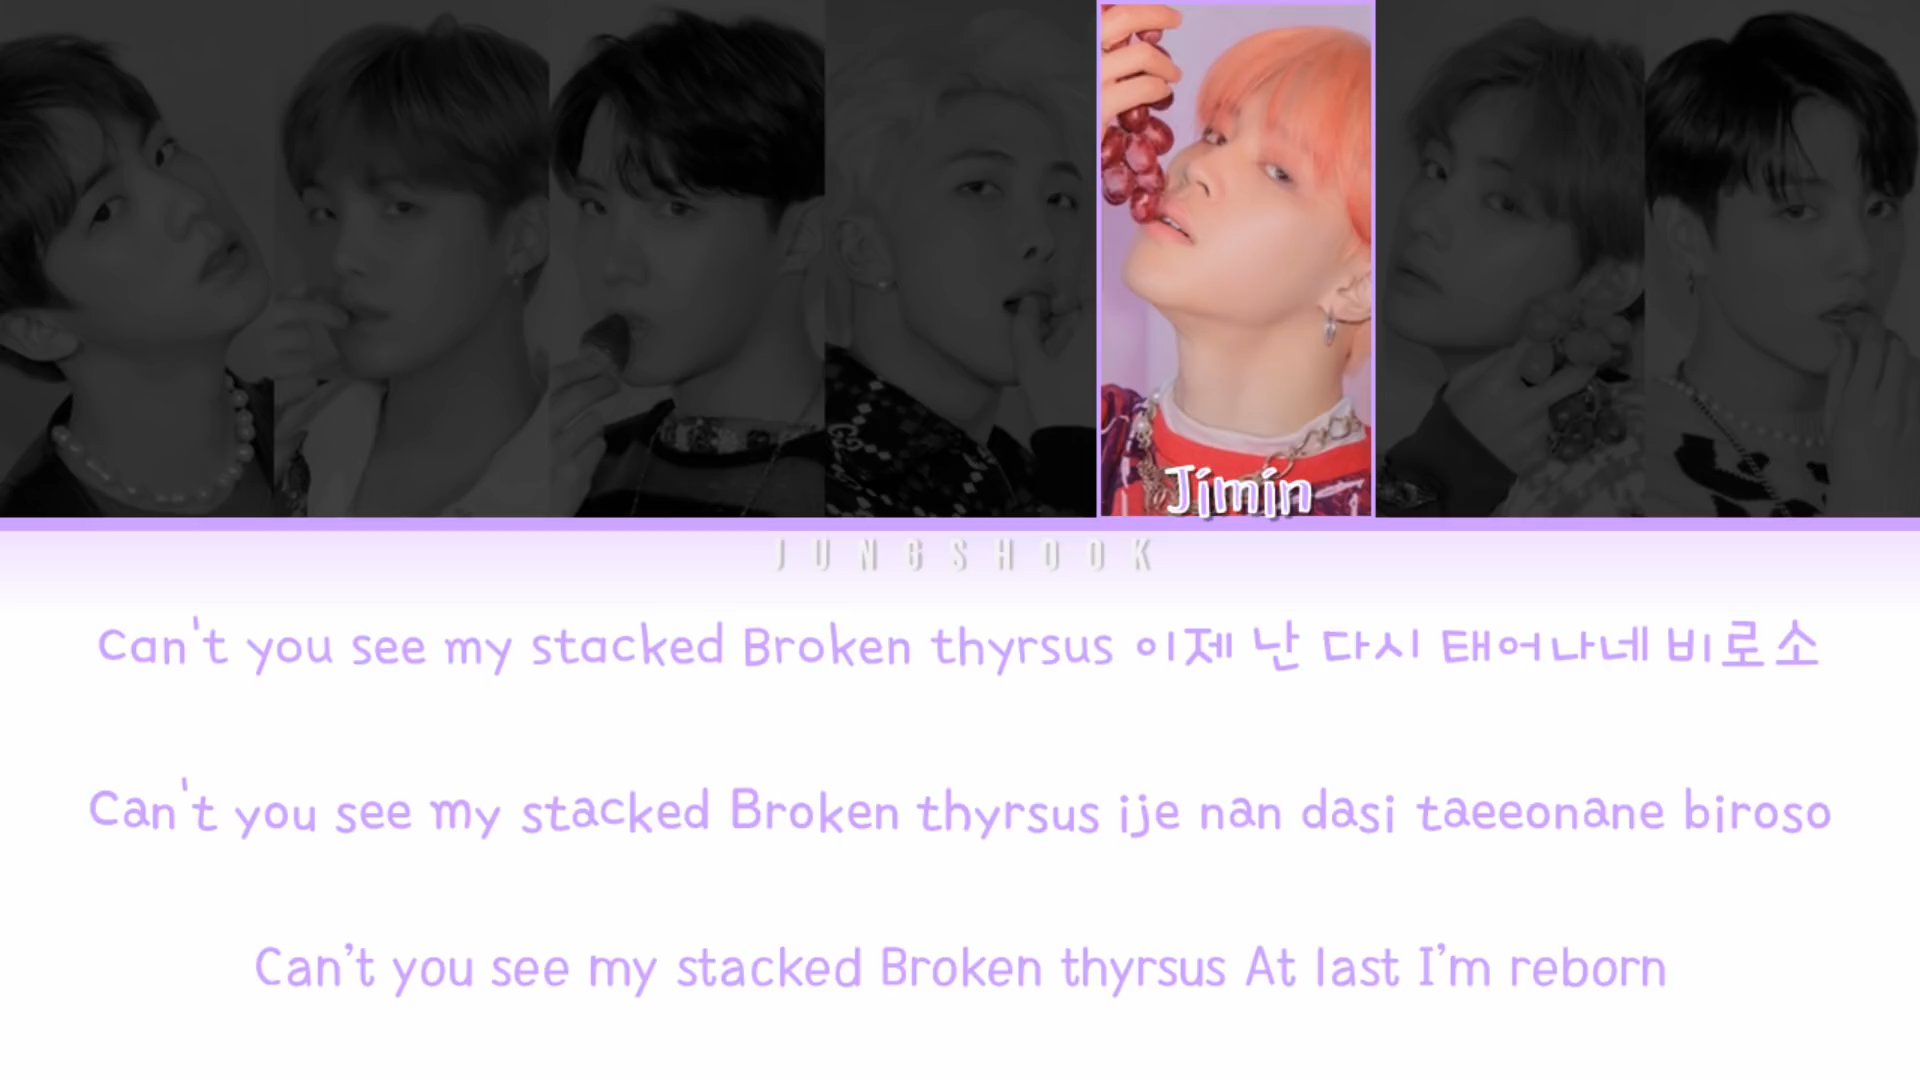 Jimin
JUNGSHOOK
Can't you see my stacked Broken thyrsus 이제 난 다시 태어나네 비로소
Can't you see my stacked Broken thyrsus ije nan dasi taeeonane biroso
Can’t you see my stacked Broken thyrsus At last I’m reborn